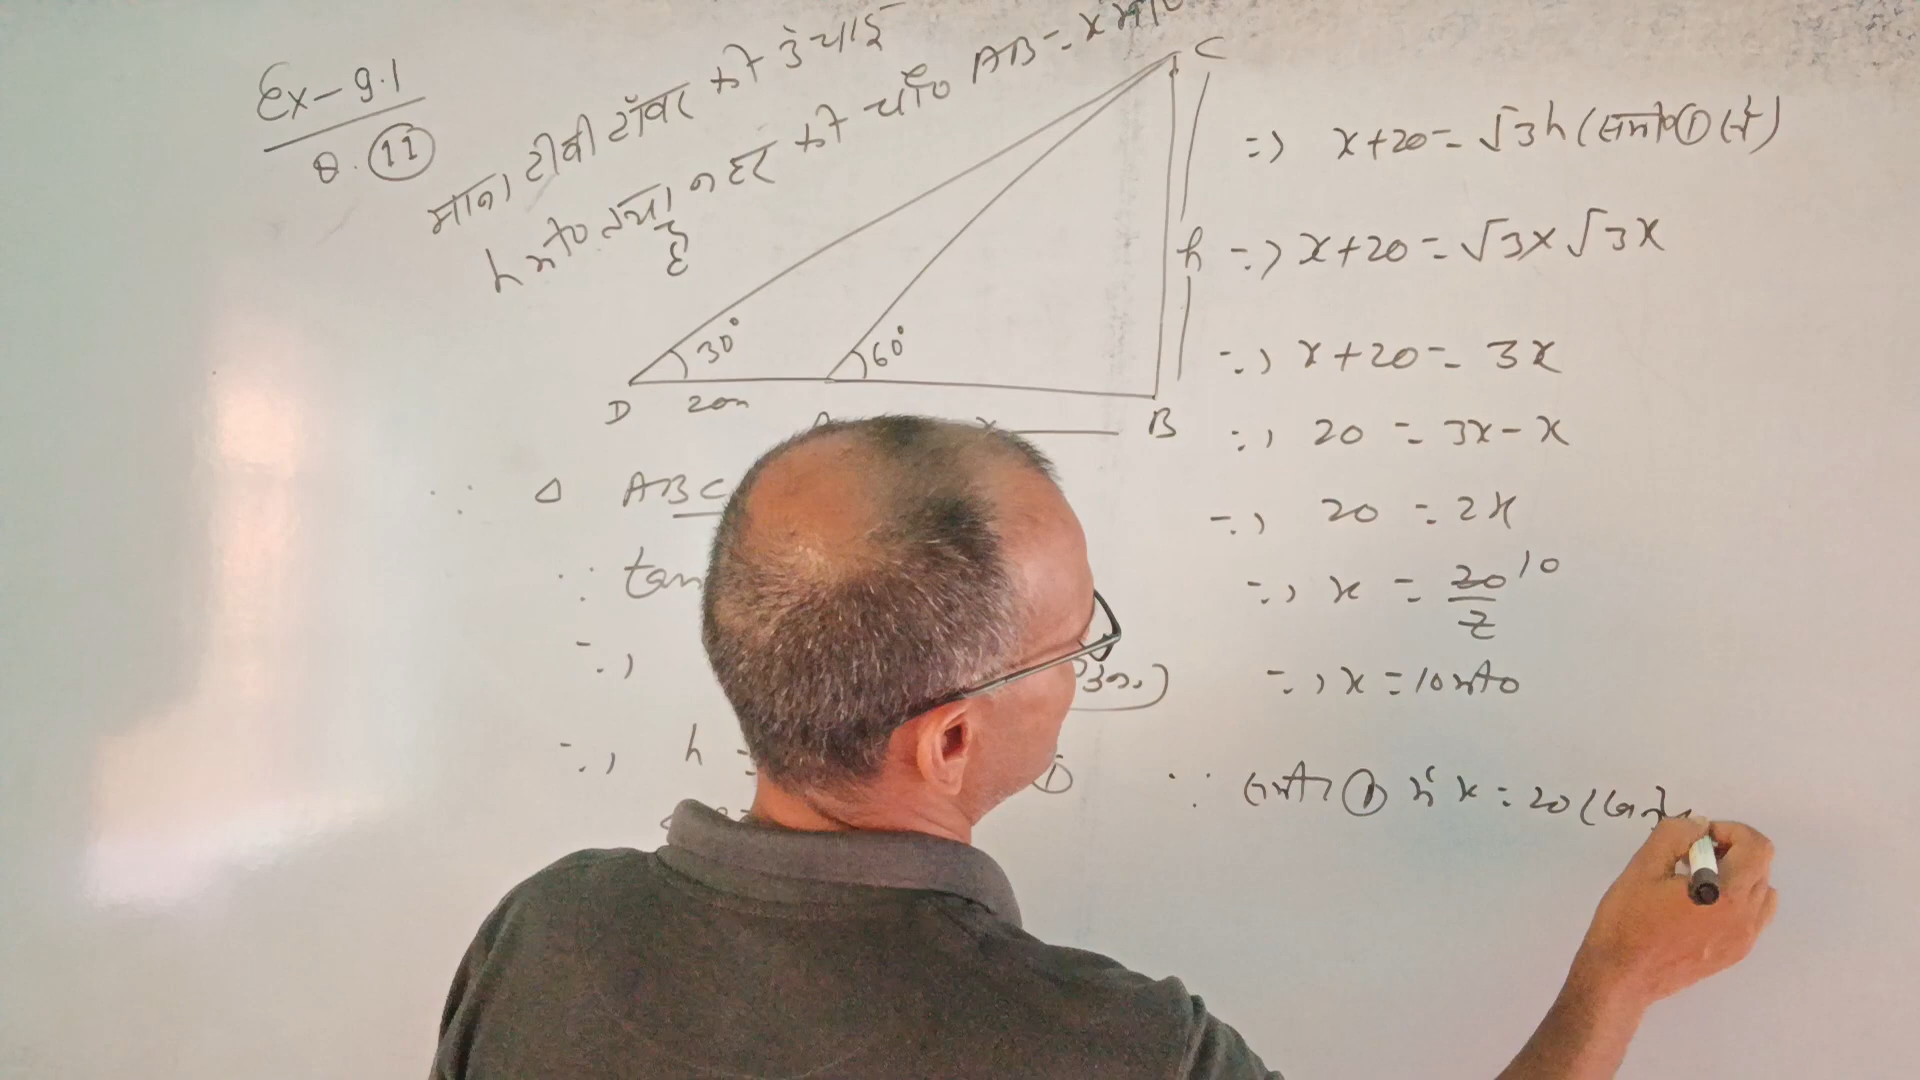 Ex-9.1
Q. 11
माना टीवी टॉवर की ऊंचाई
h मी० तथा नहर की चौ० AB = x मी०
है
C
h
30°
60°
D 20m
x
B
∴ Δ ABC
∴ tan
⇒
⇒ h =
①
⇒ x+20 = √3h (समी० ① से)
⇒ x+20 = √3 x √3x
⇒ x+20 = 3x
⇒ 20 = 3x - x
⇒ 20 = 2x
⇒ x = 20/2 10
⇒ x = 10 मी०
∵ समी० ① में x = 20 (